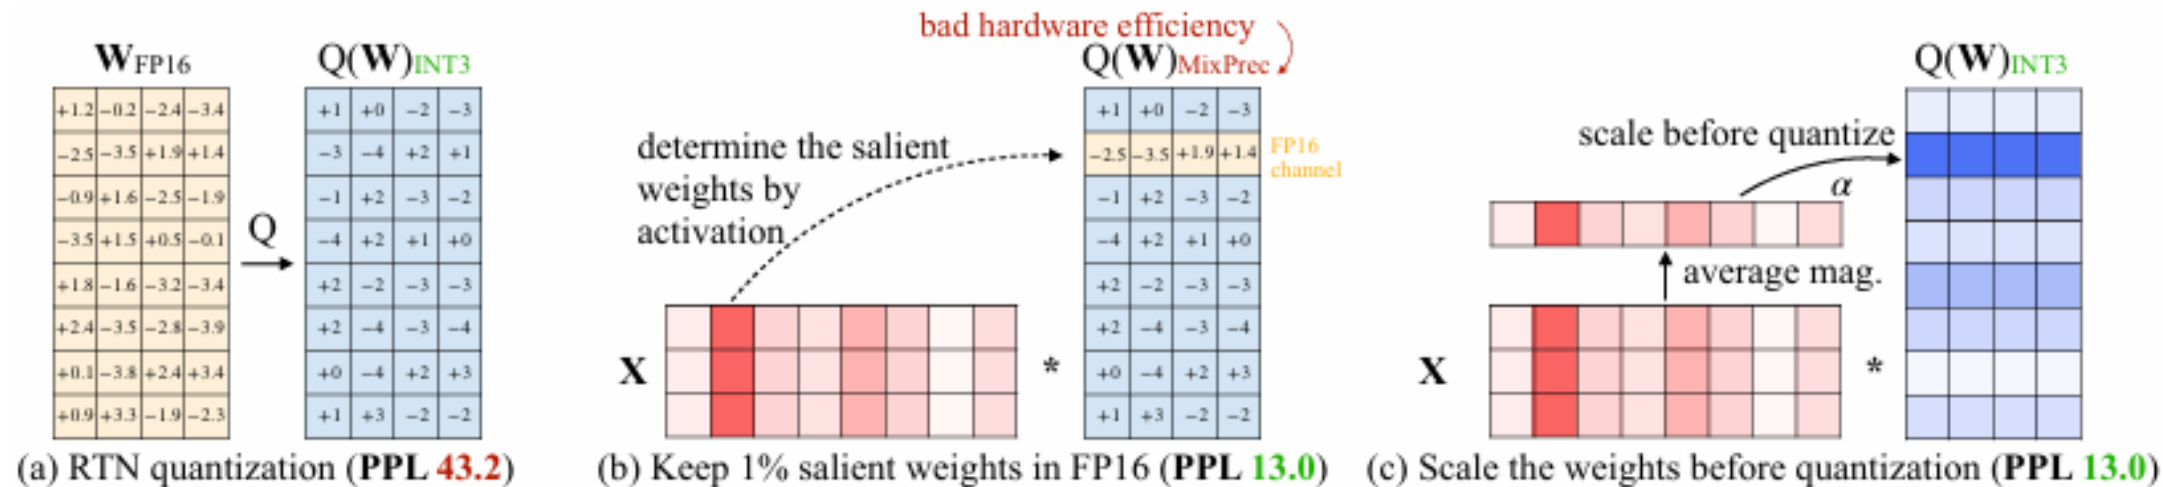 bad hardware efficiency
W_FP16
Q(W)_INT3
Q(W)_MixPrec
Q(W)_INT3
+1.2 −0.2 −2.4 −3.4
−2.5 −3.5 +1.9 +1.4
−0.9 +1.6 −2.5 −1.9
−3.5 +1.5 +0.5 −0.1
+1.8 −1.6 −3.2 −3.4
+2.4 −3.5 −2.8 −3.9
+0.1 −3.8 +2.4 +3.4
+0.9 +3.3 −1.9 −2.3
Q
+1 +0 −2 −3
−3 −4 +2 +1
−1 +2 −3 −2
−4 +2 +1 +0
+2 −2 −3 −3
+2 −4 −3 −4
+0 −4 +2 +3
+1 +3 −2 −2
determine the salient
weights by
activation
X
*
+1 +0 −2 −3
−2.5 −3.5 +1.9 +1.4
−1 +2 −3 −2
−4 +2 +1 +0
+2 −2 −3 −3
+2 −4 −3 −4
+0 −4 +2 +3
+1 +3 −2 −2
FP16
channel
scale before quantize
α
average mag.
X
*
(a) RTN quantization (PPL 43.2)
(b) Keep 1% salient weights in FP16 (PPL 13.0)
(c) Scale the weights before quantization (PPL 13.0)